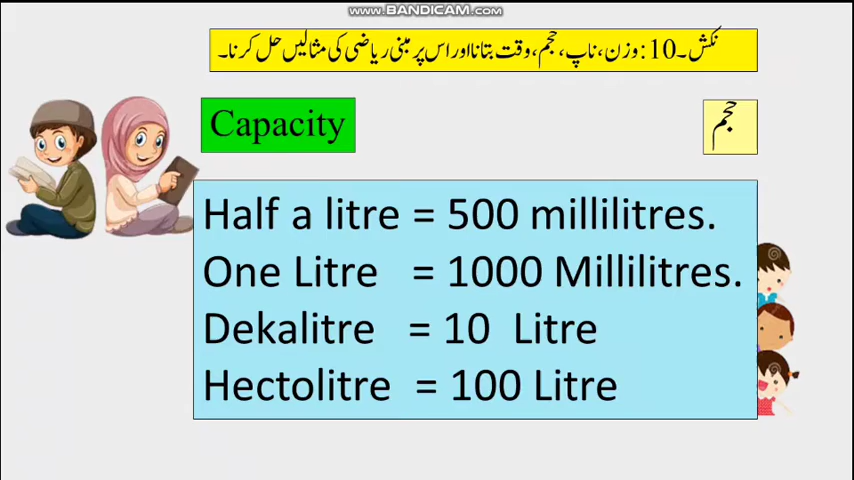 WWW.BANDICAM.COM
نکش۔10: وزن، ناپ، حجم، وقت بتانا اور اس پر مبنی ریاضی کی مثالیں حل کرنا۔
Capacity
حجم
Half a litre = 500 millilitres.
One Litre = 1000 Millilitres.
Dekalitre = 10 Litre
Hectolitre = 100 Litre